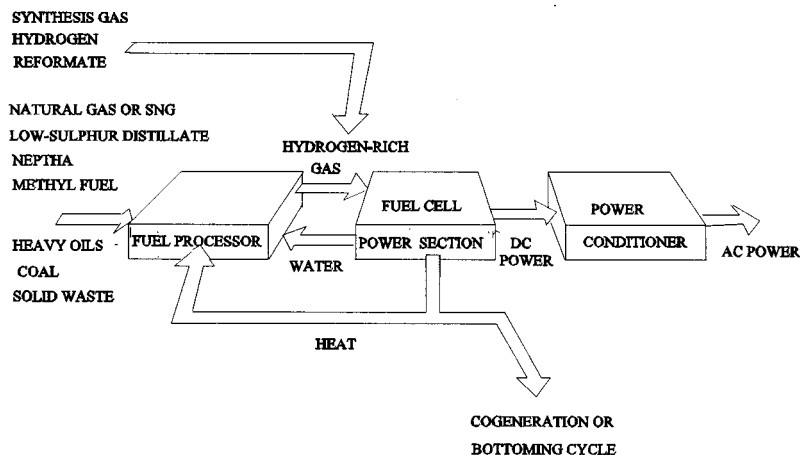 SYNTHESIS GAS
HYDROGEN
REFORMATE
NATURAL GAS OR SNG
LOW-SULPHUR DISTILLATE
NEPTHA
METHYL FUEL
HYDROGEN-RICH
GAS
FUEL CELL
POWER
FUEL PROCESSOR
POWER SECTION
CONDITIONER
HEAVY OILS
COAL
SOLID WASTE
WATER
DC
POWER
AC POWER
HEAT
COGENERATION OR
BOTTOMING CYCLE